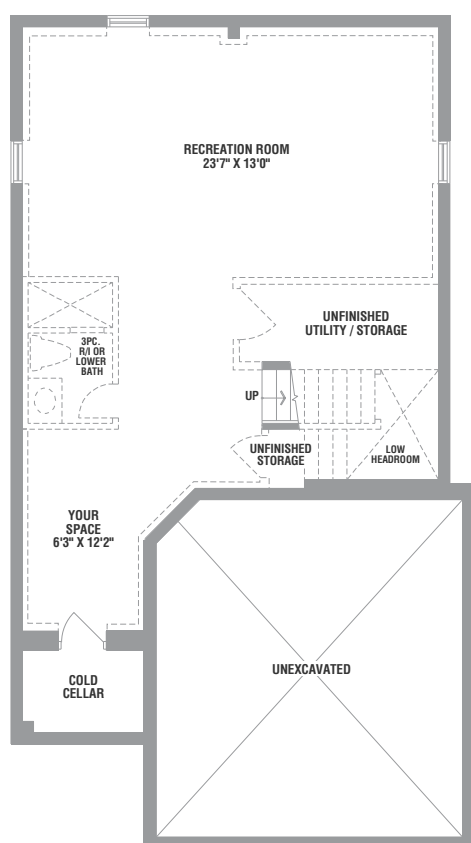 RECREATION ROOM
23'7" X 13'0"
UNFINISHED
UTILITY / STORAGE
3PC.
R/I OR
LOWER
BATH
UP
UNFINISHED
STORAGE
LOW
HEADROOM
YOUR
SPACE
6'3" X 12'2"
UNEXCAVATED
COLD
CELLAR